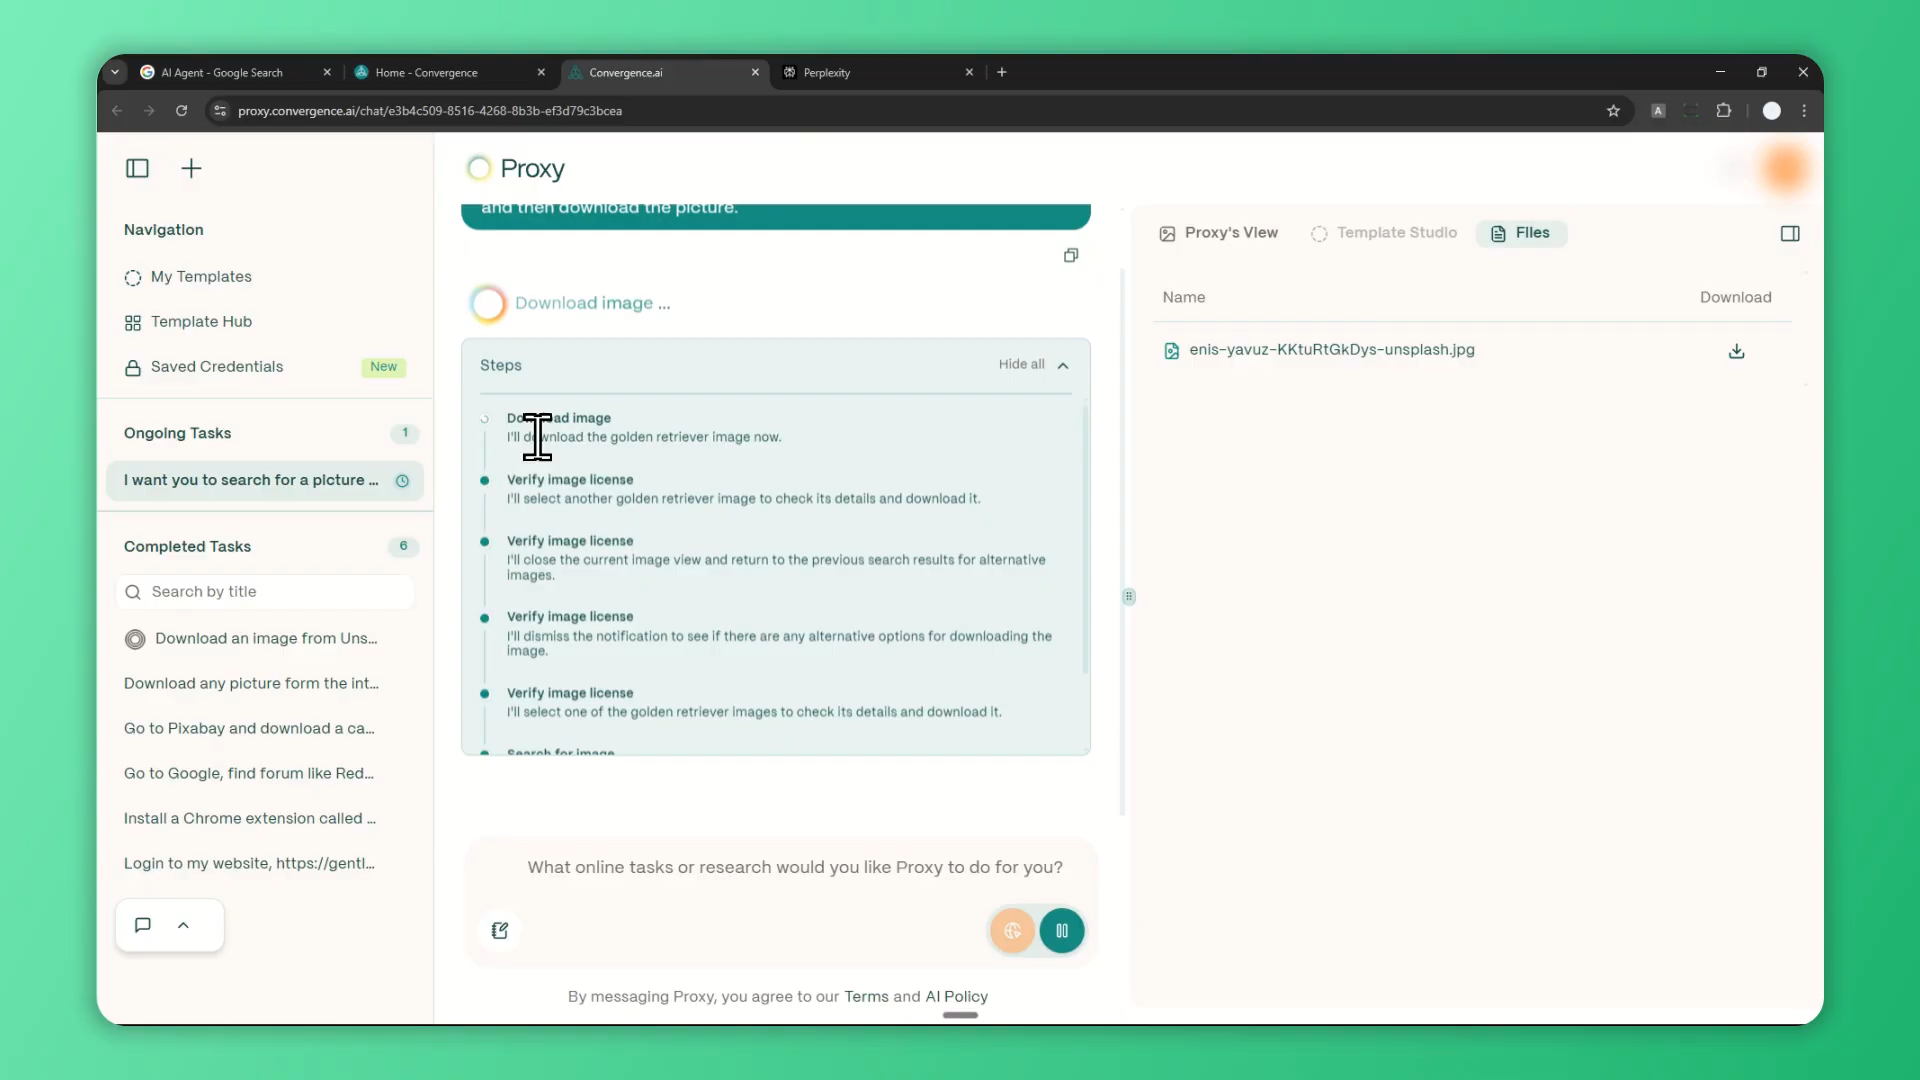 AI Agent - Google Search
Home - Convergence
Convergence.ai
Perplexity
proxy.convergence.ai/chat/e3b4c509-8516-4268-8b3b-ef3d79c3bcea
A
Navigation
My Templates
Template Hub
Saved Credentials
New
Ongoing Tasks
1
I want you to search for a picture ...
Completed Tasks
6
Search by title
Download an image from Uns...
Download any picture form the int...
Go to Pixabay and download a ca...
Go to Google, find forum like Red...
Install a Chrome extension called ...
Login to my website, https://gentl...
Proxy
and then download the picture.
Download image ...
Steps
Hide all
Download image
I'll download the golden retriever image now.
Verify image license
I'll select another golden retriever image to check its details and download it.
Verify image license
I'll close the current image view and return to the previous search results for alternative
images.
Verify image license
I'll dismiss the notification to see if there are any alternative options for downloading the
image.
Verify image license
I'll select one of the golden retriever images to check its details and download it.
Search for image
What online tasks or research would you like Proxy to do for you?
By messaging Proxy, you agree to our Terms and AI Policy
Proxy's View
Template Studio
Files
Name
Download
enis-yavuz-KKtuRtGkDys-unsplash.jpg